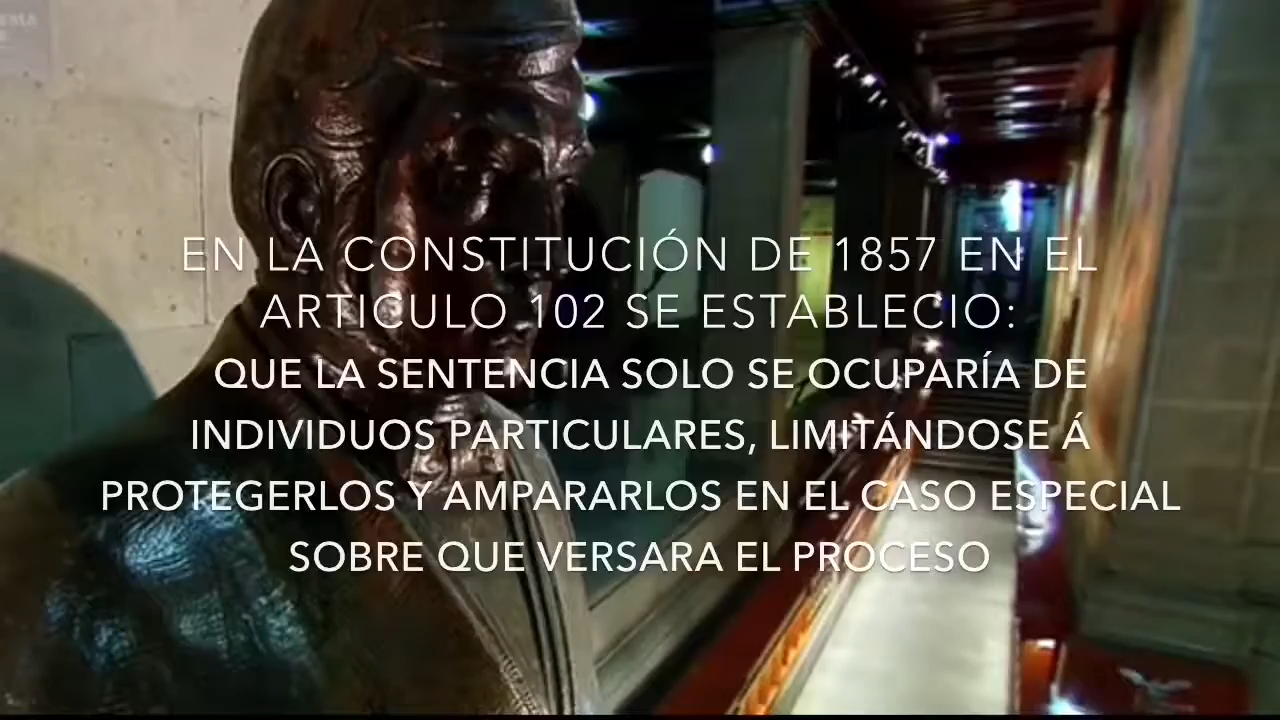 EN LA CONSTITUCIÓN DE 1857 EN EL
ARTICULO 102 SE ESTABLECIO:
QUE LA SENTENCIA SOLO SE OCUPARÍA DE
INDIVIDUOS PARTICULARES, LIMITÁNDOSE Á
PROTEGERLOS Y AMPARARLOS EN EL CASO ESPECIAL
SOBRE QUE VERSARA EL PROCESO